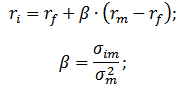 r_i = r_f + β · (r_m − r_f);
β = σ_im / σ_m^2;